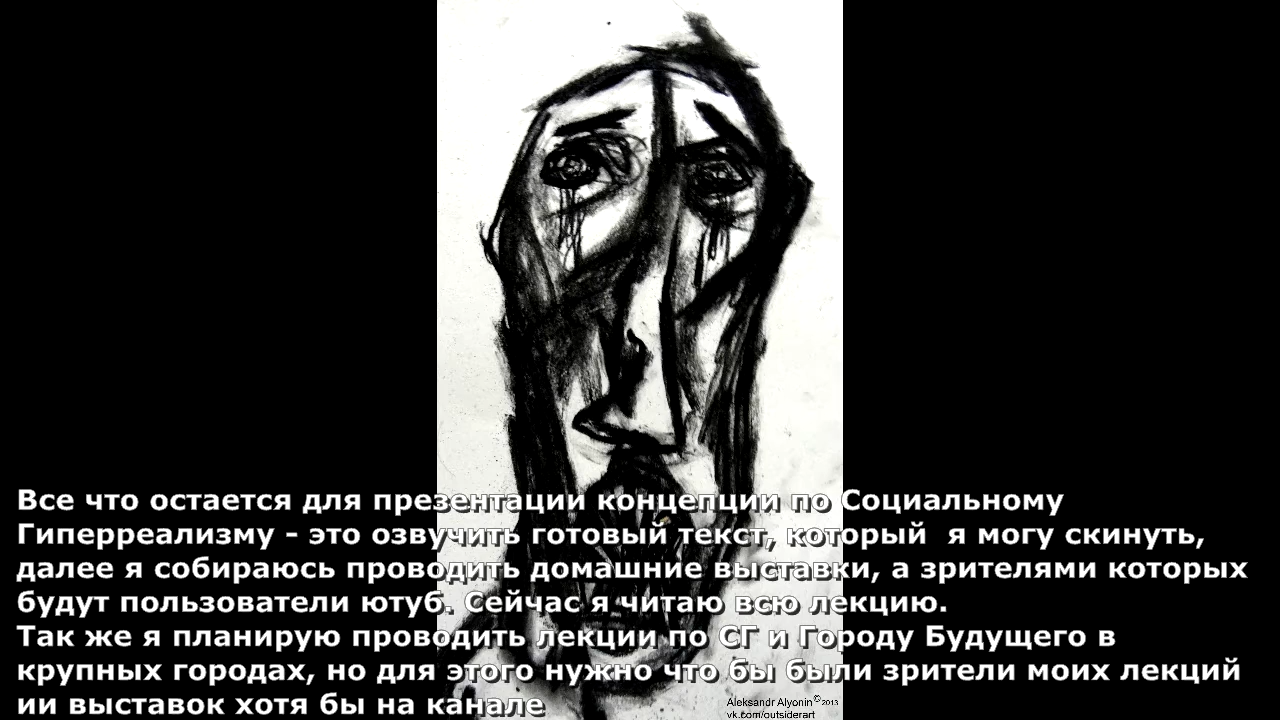 Все что остается для презентации концепции по Социальному
Гиперреализму - это озвучить готовый текст, который  я могу скинуть,
далее я собираюсь проводить домашние выставки, а зрителями которых
будут пользователи ютуб. Сейчас я читаю всю лекцию.
Так же я планирую проводить лекции по СГ и Городу Будущего в
крупных городах, но для этого нужно что бы были зрители моих лекций
ии выставок хотя бы на канале
Aleksandr Alyonin © 2013
vk.com/outsiderart